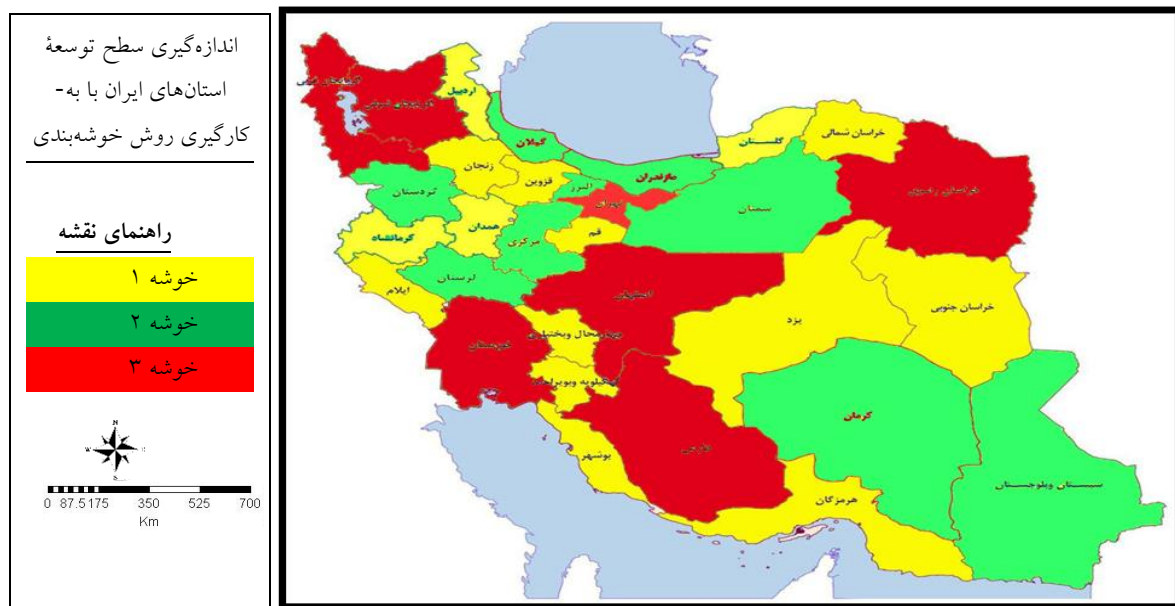 اندازه‌گیری سطح توسعهٔ
استان‌های ایران با به-
کارگیری روش خوشه‌بندی
راهنمای نقشه
خوشه ۱
خوشه ۲
خوشه ۳
N
W
S
0 87.5 175 350 525 700
Km
آذربایجان شرقی
اردبیل
گیلان
زنجان
قزوین
کردستان
همدان
کرمانشاه
مرکزی
البرز
تهران
قم
مازندران
گلستان
خراسان شمالی
خراسان رضوی
سمنان
لرستان
ایلام
اصفهان
یزد
خراسان جنوبی
خوزستان
چهارمحال وبختیاری
کهگیلویه وبویراحمد
فارس
بوشهر
کرمان
هرمزگان
سیستان وبلوچستان